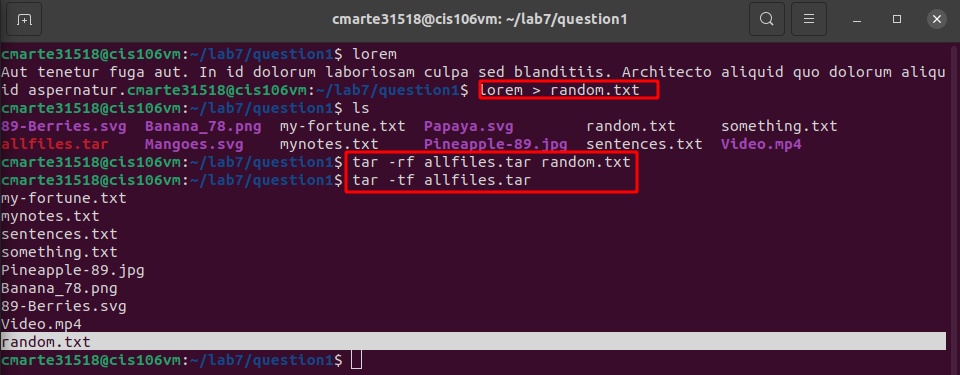 cmarte31518@cis106vm: ~/lab7/question1
cmarte31518@cis106vm:~/lab7/question1$ lorem
Aut tenetur fuga aut. In id dolorum laboriosam culpa sed blanditiis. Architecto aliquid quo dolorum aliqu
id aspernatur.cmarte31518@cis106vm:~/lab7/question1$ lorem > random.txt
cmarte31518@cis106vm:~/lab7/question1$ ls
89-Berries.svg  Banana_78.png  my-fortune.txt  Papaya.svg        random.txt     something.txt
allfiles.tar    Mangoes.svg    mynotes.txt     Pineapple-89.jpg  sentences.txt  Video.mp4
cmarte31518@cis106vm:~/lab7/question1$ tar -rf allfiles.tar random.txt
cmarte31518@cis106vm:~/lab7/question1$ tar -tf allfiles.tar
my-fortune.txt
mynotes.txt
sentences.txt
something.txt
Pineapple-89.jpg
Banana_78.png
89-Berries.svg
Video.mp4
random.txt
cmarte31518@cis106vm:~/lab7/question1$